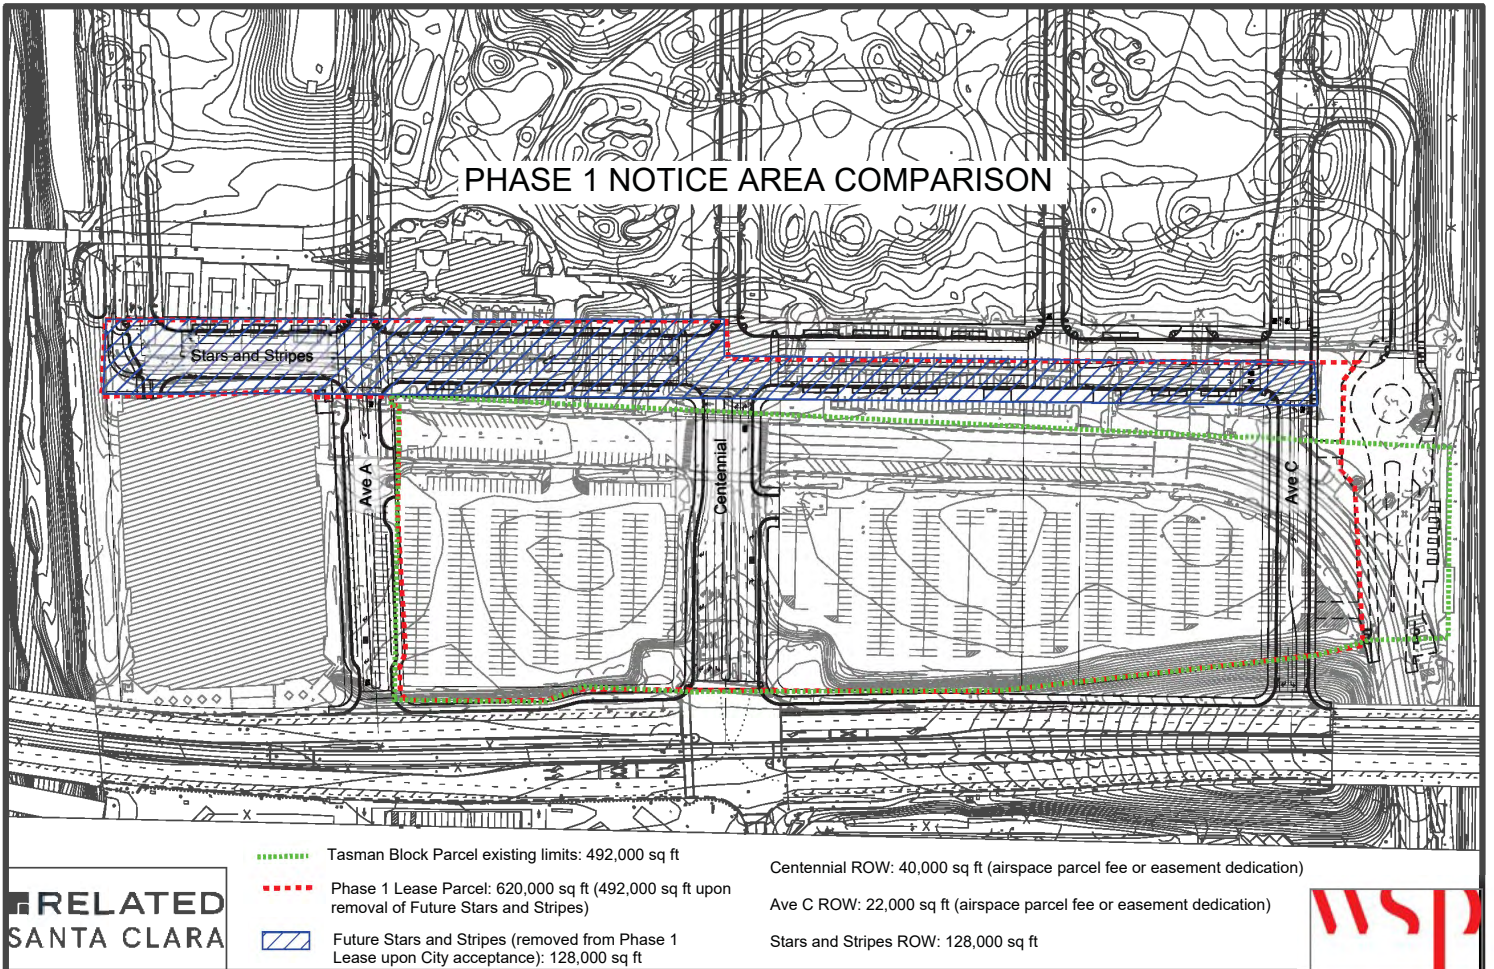 PHASE 1 NOTICE AREA COMPARISON
Stars and Stripes
Ave A
Centennial
Ave C
Tasman Block Parcel existing limits: 492,000 sq ft
Phase 1 Lease Parcel: 620,000 sq ft (492,000 sq ft upon
removal of Future Stars and Stripes)
Future Stars and Stripes (removed from Phase 1
Lease upon City acceptance): 128,000 sq ft
Centennial ROW: 40,000 sq ft (airspace parcel fee or easement dedication)
Ave C ROW: 22,000 sq ft (airspace parcel fee or easement dedication)
Stars and Stripes ROW: 128,000 sq ft
RELATED
SANTA CLARA
wsp